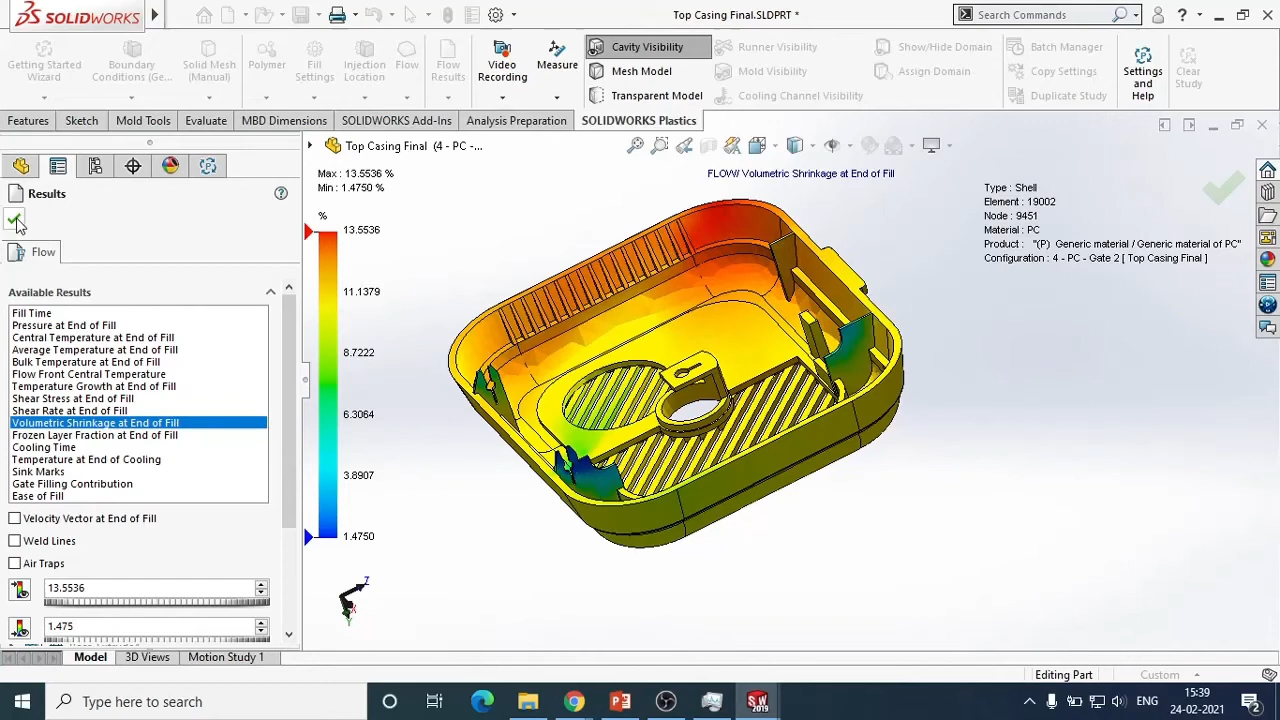 SOLIDWORKS
Top Casing Final.SLDPRT *
Search Commands
Getting Started Wizard
Boundary Conditions (Ge...
Solid Mesh (Manual)
Polymer
Fill Settings
Injection Location
Flow
Flow Results
Video Recording
Measure
Cavity Visibility
Mesh Model
Transparent Model
Runner Visibility
Mold Visibility
Cooling Channel Visibility
Show/Hide Domain
Assign Domain
Batch Manager
Copy Settings
Duplicate Study
Settings and Help
Clear Study
Features
Sketch
Mold Tools
Evaluate
MBD Dimensions
SOLIDWORKS Add-Ins
Analysis Preparation
SOLIDWORKS Plastics
Top Casing Final (4 - PC -...
Results
Flow
Available Results
Fill Time
Pressure at End of Fill
Central Temperature at End of Fill
Average Temperature at End of Fill
Bulk Temperature at End of Fill
Flow Front Central Temperature
Temperature Growth at End of Fill
Shear Stress at End of Fill
Shear Rate at End of Fill
Volumetric Shrinkage at End of Fill
Frozen Layer Fraction at End of Fill
Cooling Time
Temperature at End of Cooling
Sink Marks
Gate Filling Contribution
Ease of Fill
Velocity Vector at End of Fill
Weld Lines
Air Traps
13.5536
1.475
Max : 13.5536 %
Min : 1.4750 %
%
13.5536
11.1379
8.7222
6.3064
3.8907
1.4750
FLOW/ Volumetric Shrinkage at End of Fill
Type : Shell
Element : 19002
Node : 9451
Material : PC
Product : "(P) Generic material / Generic material of PC"
Configuration : 4 - PC - Gate 2 [ Top Casing Final ]
Z
X
Y
Model
3D Views
Motion Study 1
Editing Part
Custom
Type here to search
SW
2019
ENG
15:39
24-02-2021
2